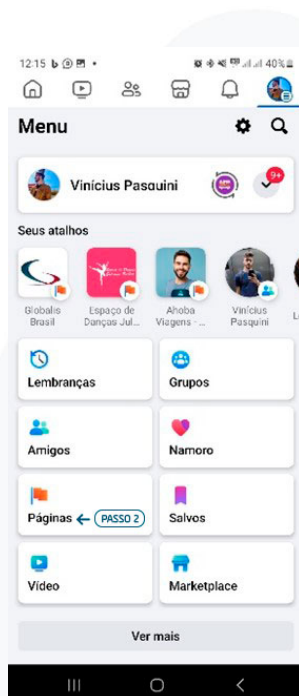 12:15
40%
Menu
Vinícius Pasquini
9+
Seus atalhos
Globalis
Brasil
Espaço de
Danças Jul...
Ahoba
Viagens - ...
Vinícius
Pasquini
Lembranças
Grupos
Amigos
Namoro
Páginas
PASSO 2
Salvos
Vídeo
Marketplace
Ver mais